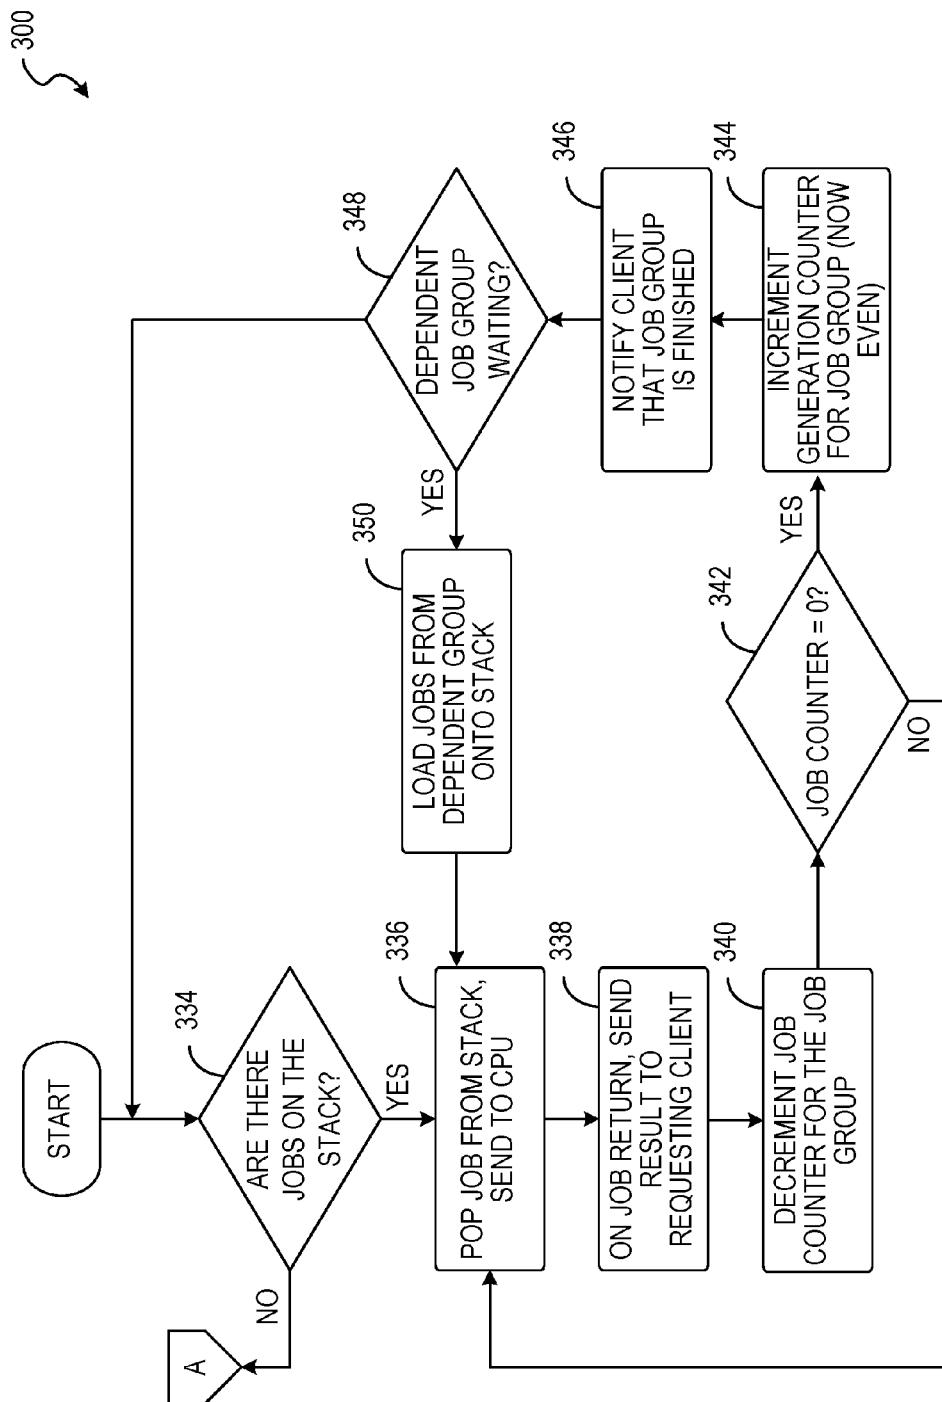 300
START
334
ARE THERE
JOBS ON THE
STACK?
NO
A
YES
336
POP JOB FROM STACK,
SEND TO CPU
338
ON JOB RETURN, SEND
RESULT TO
REQUESTING CLIENT
340
DECREMENT JOB
COUNTER FOR THE JOB
GROUP
342
JOB COUNTER = 0?
NO
YES
344
INCREMENT
GENERATION COUNTER
FOR JOB GROUP (NOW
EVEN)
346
NOTIFY CLIENT
THAT JOB GROUP
IS FINISHED
348
DEPENDENT
JOB GROUP
WAITING?
YES
350
LOAD JOBS FROM
DEPENDENT GROUP
ONTO STACK